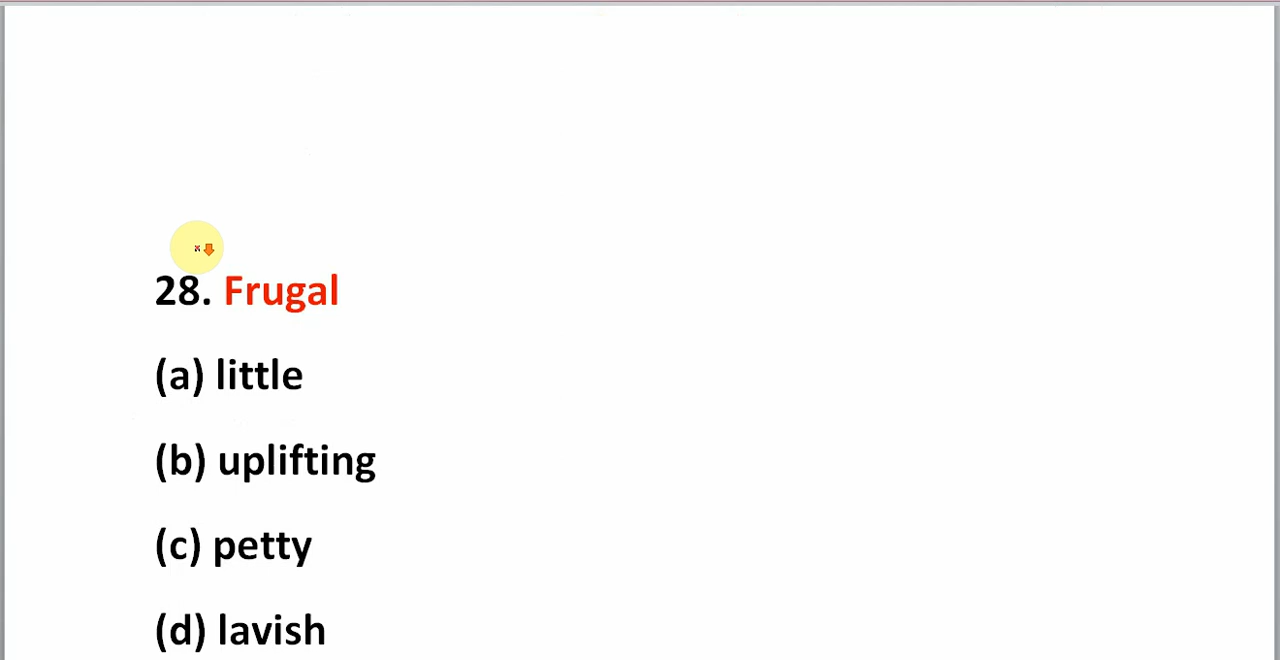 28. Frugal
(a) little
(b) uplifting
(c) petty
(d) lavish